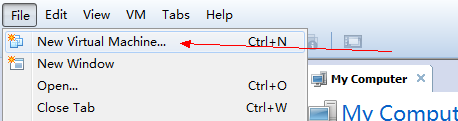 File Edit View VM Tabs Help
New Virtual Machine... Ctrl+N
New Window
Open... Ctrl+O
Close Tab Ctrl+W
My Computer ×
My Computer